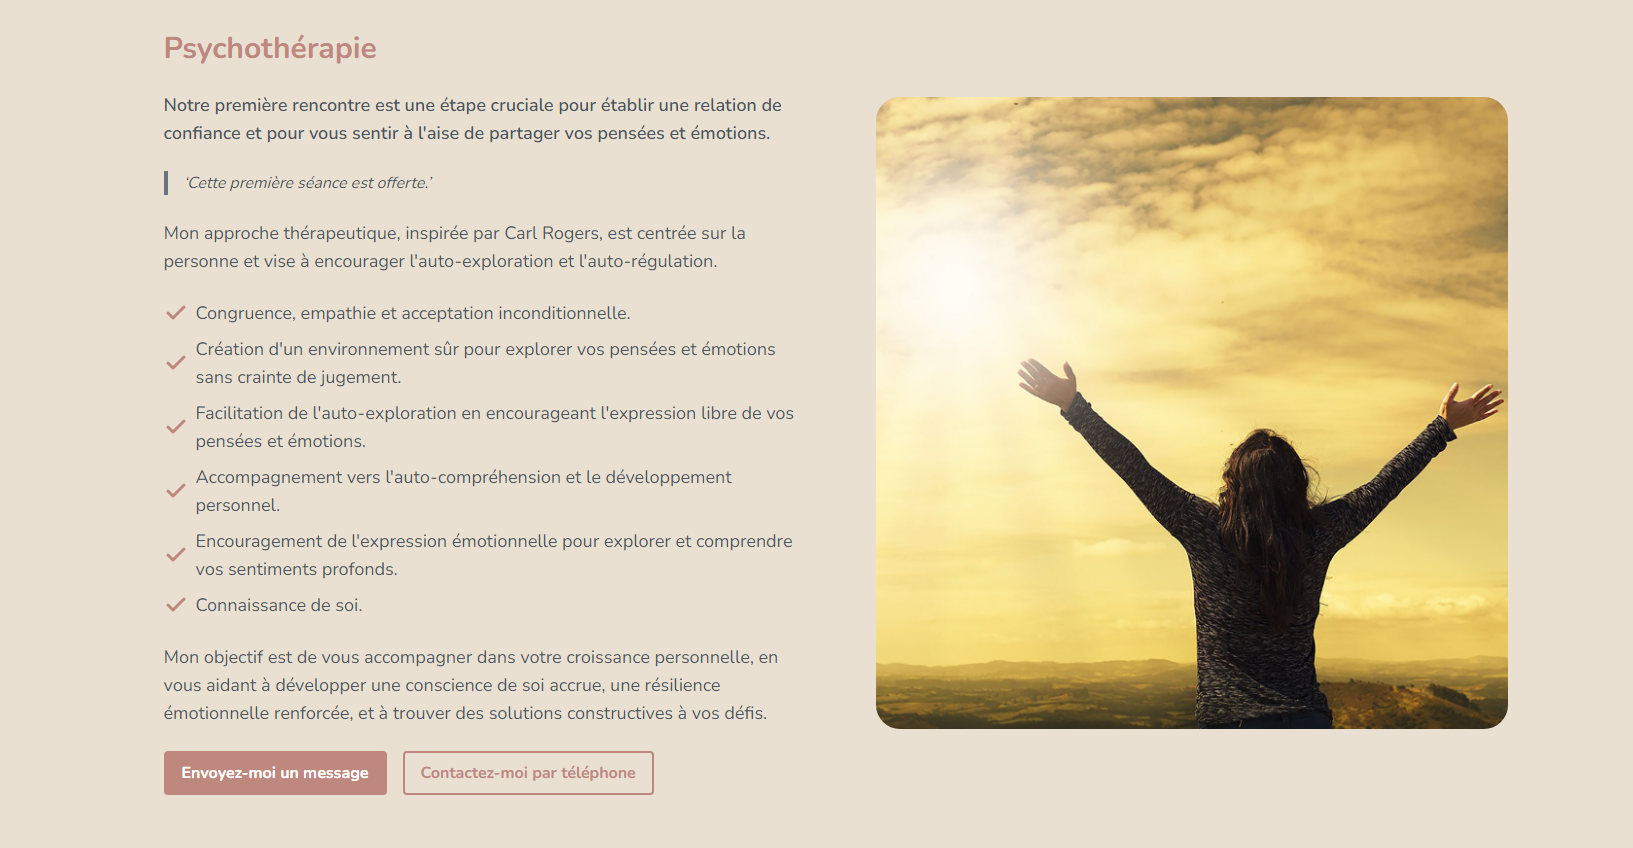 Psychothérapie
Notre première rencontre est une étape cruciale pour établir une relation de
confiance et pour vous sentir à l'aise de partager vos pensées et émotions.
‘Cette première séance est offerte.’
Mon approche thérapeutique, inspirée par Carl Rogers, est centrée sur la
personne et vise à encourager l'auto-exploration et l'auto-régulation.
Congruence, empathie et acceptation inconditionnelle.
Création d'un environnement sûr pour explorer vos pensées et émotions
sans crainte de jugement.
Facilitation de l'auto-exploration en encourageant l'expression libre de vos
pensées et émotions.
Accompagnement vers l'auto-compréhension et le développement
personnel.
Encouragement de l'expression émotionnelle pour explorer et comprendre
vos sentiments profonds.
Connaissance de soi.
Mon objectif est de vous accompagner dans votre croissance personnelle, en
vous aidant à développer une conscience de soi accrue, une résilience
émotionnelle renforcée, et à trouver des solutions constructives à vos défis.
Envoyez-moi un message
Contactez-moi par téléphone